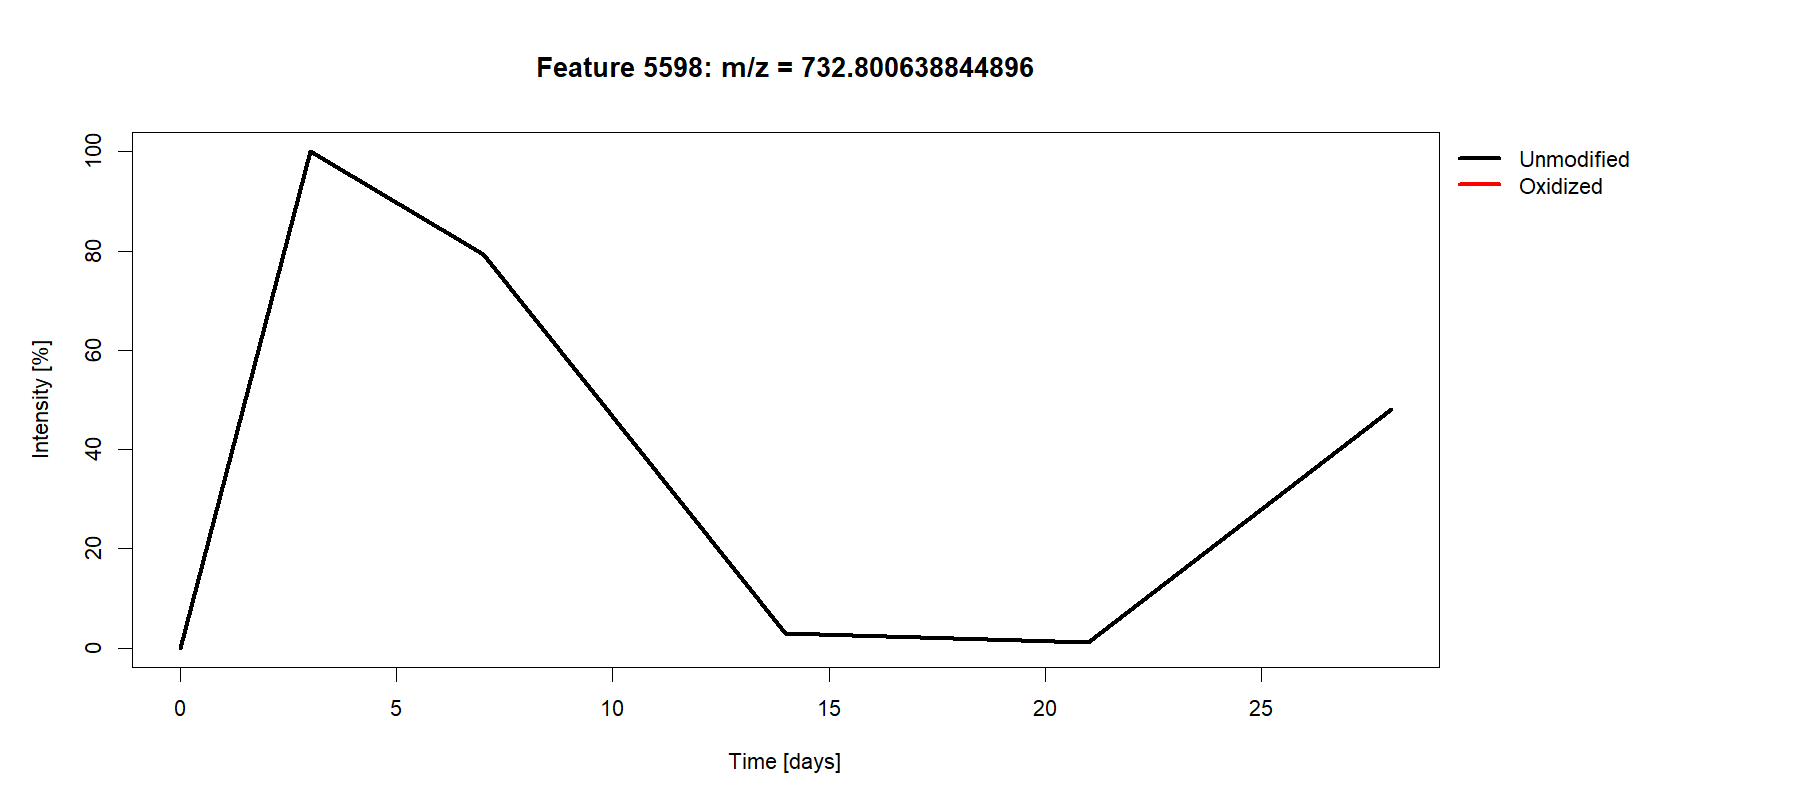 Feature 5598: m/z = 732.800638844896
Unmodified
Oxidized
Intensity [%]
100
80
60
40
20
0
0 5 10 15 20 25
Time [days]